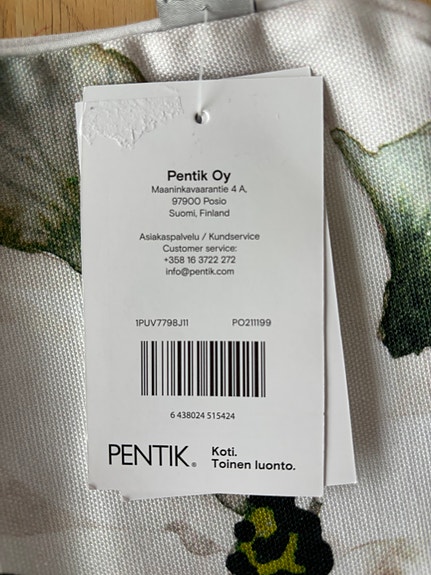 Pentik Oy
Maaninkavaarantie 4 A,
97900 Posio
Suomi, Finland
Asiakaspalvelu / Kundservice
Customer service:
+358 16 3722 272
info@pentik.com
1PUV7798J11 PO211199
6 438024 515424
PENTIK®
Koti.
Toinen luonto.